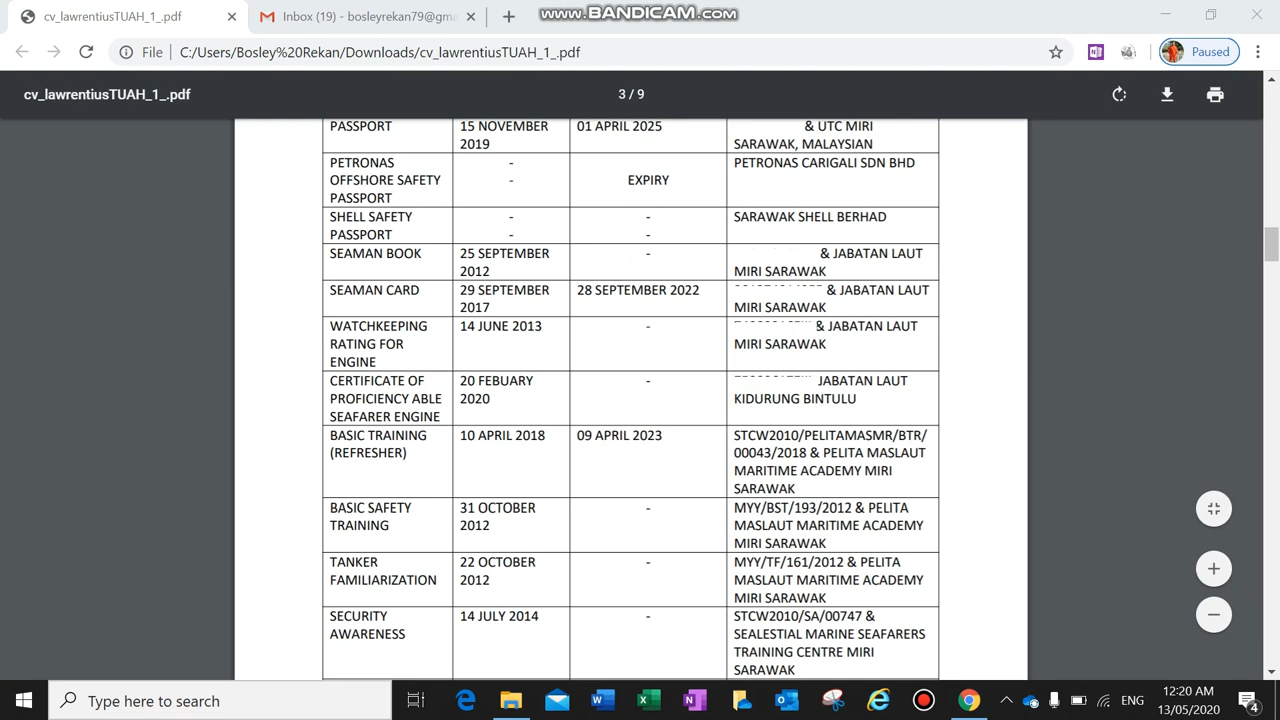 cv_lawrentiusTUAH_1_.pdf
Inbox (19) - bosleyrekan79@gma
www.BANDICAM.com
File
C:/Users/Bosley%20Rekan/Downloads/cv_lawrentiusTUAH_1_.pdf
Paused
cv_lawrentiusTUAH_1_.pdf
3 / 9
PASSPORT 15 NOVEMBER 01 APRIL 2025 & UTC MIRI
2019 SARAWAK, MALAYSIAN
PETRONAS - PETRONAS CARIGALI SDN BHD
OFFSHORE SAFETY - EXPIRY
PASSPORT
SHELL SAFETY - - SARAWAK SHELL BERHAD
PASSPORT - -
SEAMAN BOOK 25 SEPTEMBER - & JABATAN LAUT
2012 MIRI SARAWAK
SEAMAN CARD 29 SEPTEMBER 28 SEPTEMBER 2022 & JABATAN LAUT
2017 MIRI SARAWAK
WATCHKEEPING 14 JUNE 2013 - & JABATAN LAUT
RATING FOR MIRI SARAWAK
ENGINE
CERTIFICATE OF 20 FEBUARY - JABATAN LAUT
PROFICIENCY ABLE 2020 KIDURUNG BINTULU
SEAFARER ENGINE
BASIC TRAINING 10 APRIL 2018 09 APRIL 2023 STCW2010/PELITAMASMR/BTR/
(REFRESHER) 00043/2018 & PELITA MASLAUT
MARITIME ACADEMY MIRI
SARAWAK
BASIC SAFETY 31 OCTOBER - MYY/BST/193/2012 & PELITA
TRAINING 2012 MASLAUT MARITIME ACADEMY
MIRI SARAWAK
TANKER 22 OCTOBER - MYY/TF/161/2012 & PELITA
FAMILIARIZATION 2012 MASLAUT MARITIME ACADEMY
MIRI SARAWAK
SECURITY 14 JULY 2014 - STCW2010/SA/00747 &
AWARENESS SEALESTIAL MARINE SEAFARERS
TRAINING CENTRE MIRI
SARAWAK
Type here to search
ENG
12:20 AM
13/05/2020
4